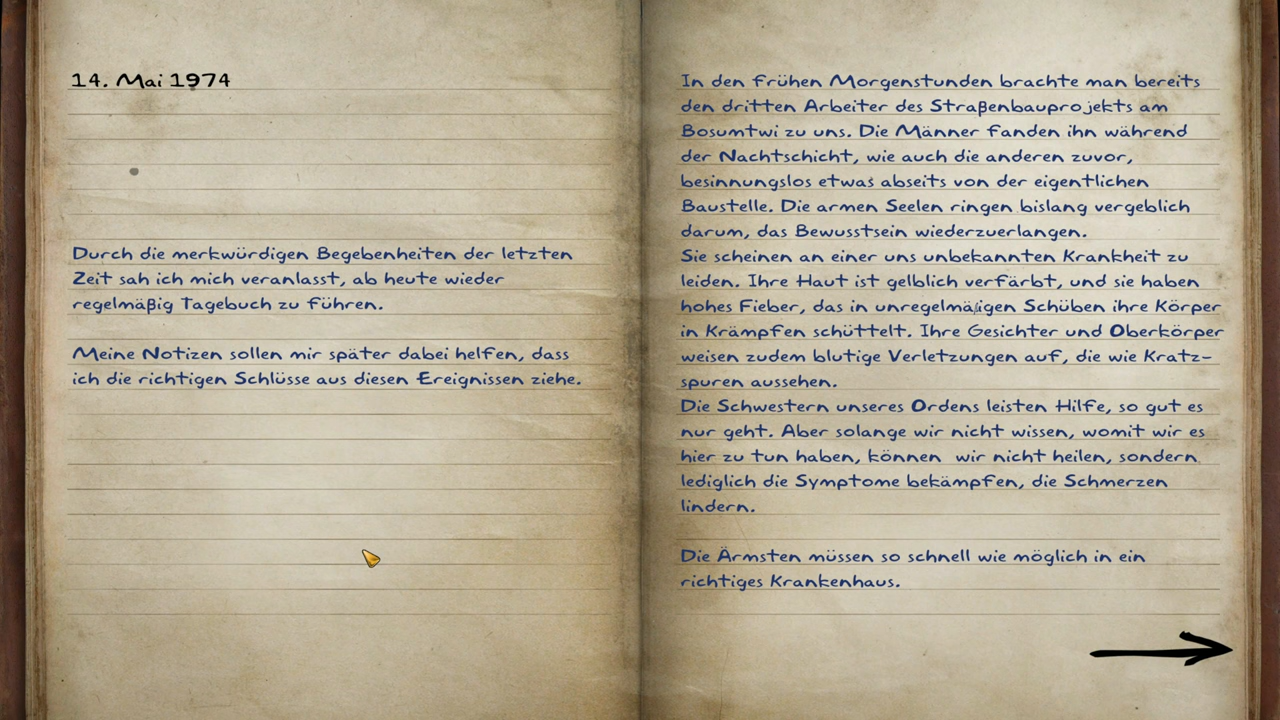 14. Mai 1974
Durch die merkwürdigen Begebenheiten der letzten
Zeit sah ich mich veranlasst, ab heute wieder
regelmäßig Tagebuch zu führen.
Meine Notizen sollen mir später dabei helfen, dass
ich die richtigen Schlüsse aus diesen Ereignissen ziehe.
In den frühen Morgenstunden brachte man bereits
den dritten Arbeiter des Straßenbauprojekts am
Bosumtwi zu uns. Die Männer fanden ihn während
der Nachtschicht, wie auch die anderen zuvor,
besinnungslos etwas abseits von der eigentlichen
Baustelle. Die armen Seelen ringen bislang vergeblich
darum, das Bewusstsein wiederzuerlangen.
Sie scheinen an einer uns unbekannten Krankheit zu
leiden. Ihre Haut ist gelblich verfärbt, und sie haben
hohes Fieber, das in unregelmäßigen Schüben ihre Körper
in Krämpfen schüttelt. Ihre Gesichter und Oberkörper
weisen zudem blutige Verletzungen auf, die wie Kratz-
spuren aussehen.
Die Schwestern unseres Ordens leisten Hilfe, so gut es
nur geht. Aber solange wir nicht wissen, womit wir es
hier zu tun haben, können wir nicht heilen, sondern
lediglich die Symptome bekämpfen, die Schmerzen
lindern.
Die Ärmsten müssen so schnell wie möglich in ein
richtiges Krankenhaus.